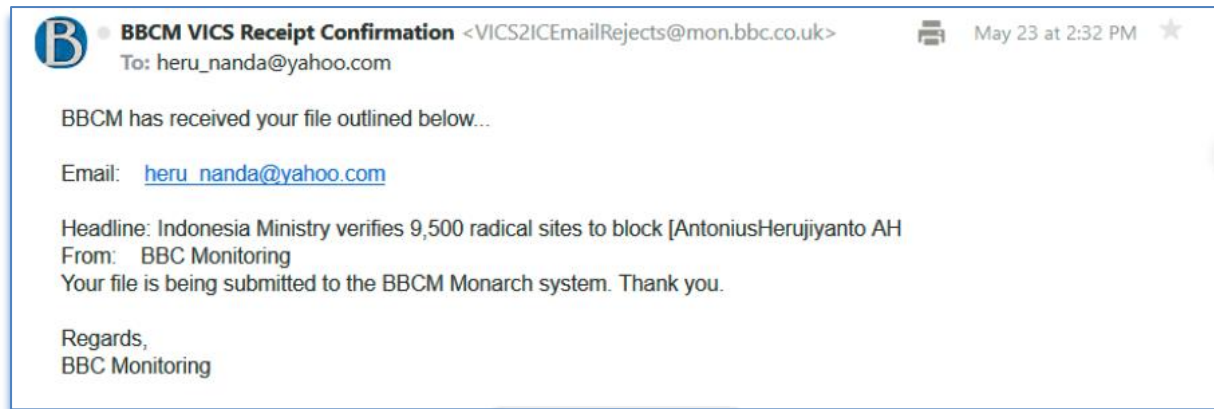 B
BBCM VICS Receipt Confirmation <VICS2ICEmailRejects@mon.bbc.co.uk> May 23 at 2:32 PM
To: heru_nanda@yahoo.com
BBCM has received your file outlined below...
Email: heru_nanda@yahoo.com
Headline: Indonesia Ministry verifies 9,500 radical sites to block [AntoniusHerujiyanto AH
From: BBC Monitoring
Your file is being submitted to the BBCM Monarch system. Thank you.
Regards,
BBC Monitoring